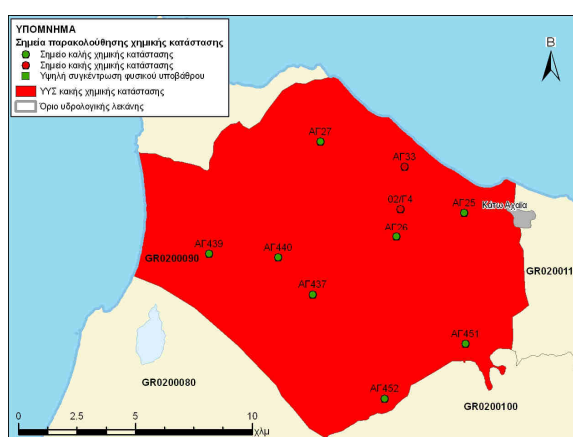 ΥΠΟΜΝΗΜΑ
Σημεία παρακολούθησης χημικής κατάστασης
Σημείο καλής χημικής κατάστασης
Σημείο κακής χημικής κατάστασης
Υψηλή συγκέντρωση φυσικού υποβάθρου
ΥΥΣ κακής χημικής κατάστασης
Όριο υδρολογικής λεκάνης
Β
ΑΓ27
ΑΓ33
02/Γ4
ΑΓ25
Κάτω Αχαϊα
ΑΓ26
ΑΓ439
ΑΓ440
GR0200090
GR020011
ΑΓ437
ΑΓ451
GR0200080
ΑΓ452
GR0200100
0 2.5 5 10
χλμ